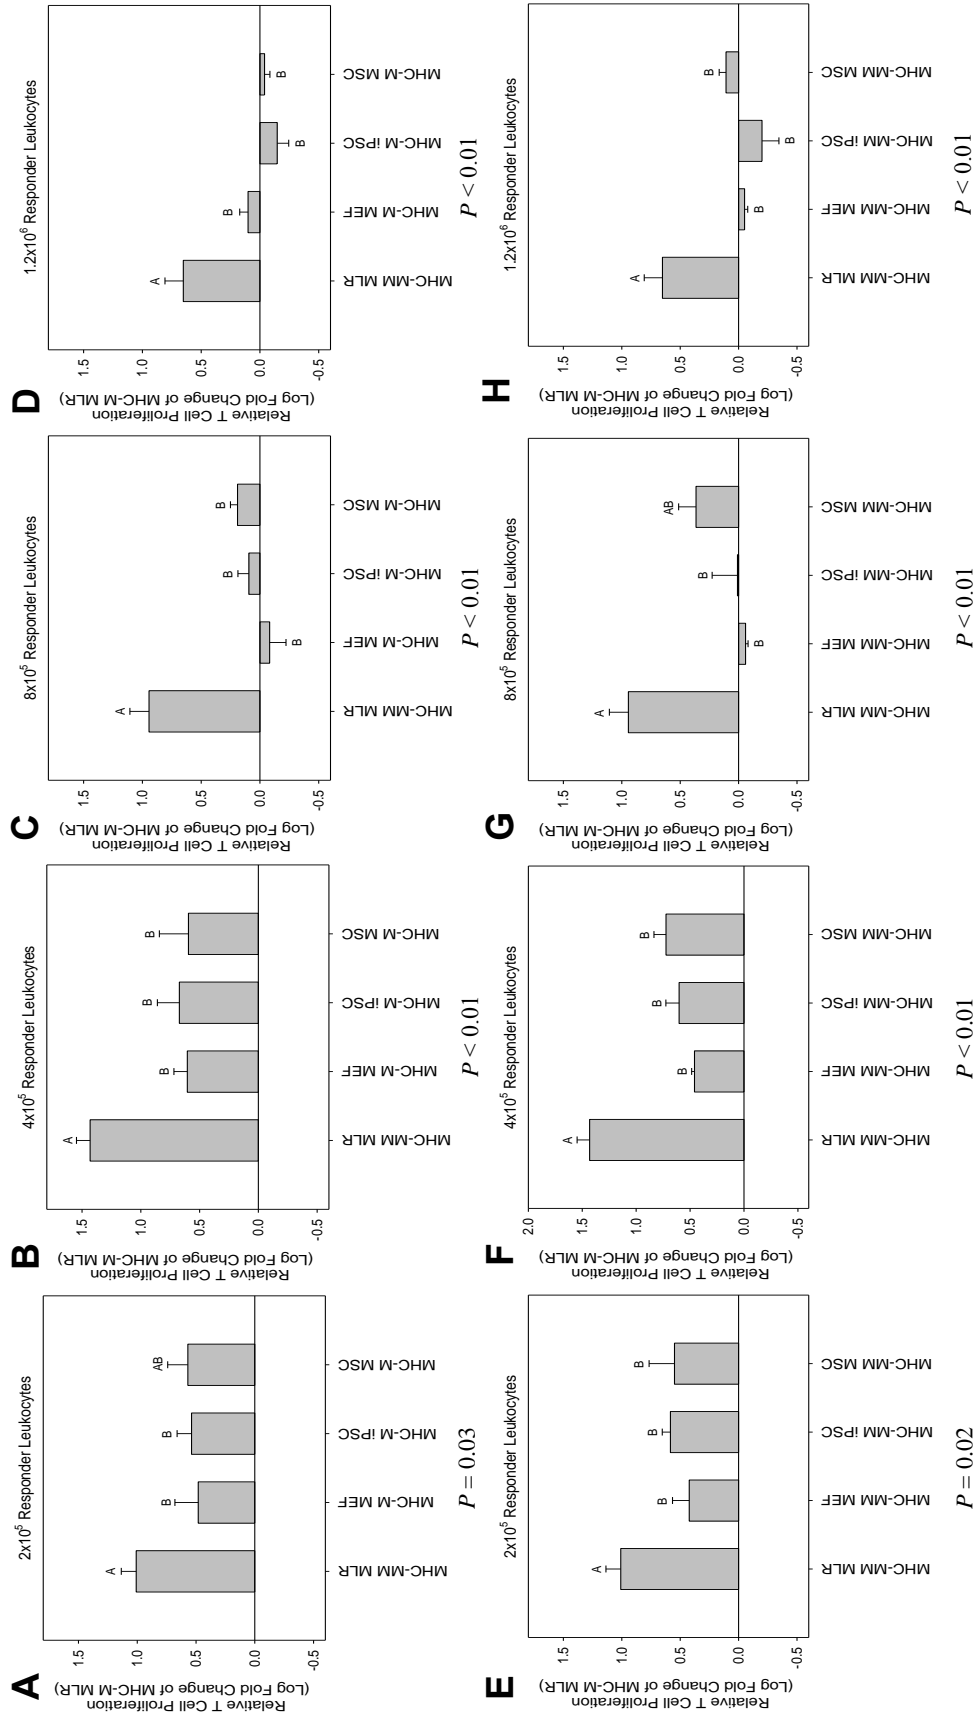 A
2x10⁵ Responder Leukocytes
Relative T Cell Proliferation
(Log Fold Change of MHC-M MLR)
1.5
1.0
0.5
0.0
-0.5
A
B
B
AB
MHC-MM MLR
MHC-M MEF
MHC-M iPSC
MHC-M MSC
P = 0.03
B
4x10⁵ Responder Leukocytes
Relative T Cell Proliferation
(Log Fold Change of MHC-M MLR)
1.5
1.0
0.5
0.0
-0.5
A
B
B
B
MHC-MM MLR
MHC-M MEF
MHC-M iPSC
MHC-M MSC
P < 0.01
C
8x10⁵ Responder Leukocytes
Relative T Cell Proliferation
(Log Fold Change of MHC-M MLR)
1.5
1.0
0.5
0.0
-0.5
A
B
B
B
MHC-MM MLR
MHC-M MEF
MHC-M iPSC
MHC-M MSC
P < 0.01
D
1.2x10⁶ Responder Leukocytes
Relative T Cell Proliferation
(Log Fold Change of MHC-M MLR)
1.5
1.0
0.5
0.0
-0.5
A
B
B
B
MHC-MM MLR
MHC-M MEF
MHC-M iPSC
MHC-M MSC
P < 0.01
E
2x10⁵ Responder Leukocytes
Relative T Cell Proliferation
(Log Fold Change of MHC-M MLR)
1.5
1.0
0.5
0.0
-0.5
A
B
B
B
MHC-MM MLR
MHC-MM MEF
MHC-MM iPSC
MHC-MM MSC
P = 0.02
F
4x10⁵ Responder Leukocytes
Relative T Cell Proliferation
(Log Fold Change of MHC-M MLR)
2.0
1.5
1.0
0.5
0.0
-0.5
A
B
B
B
MHC-MM MLR
MHC-MM MEF
MHC-MM iPSC
MHC-MM MSC
P < 0.01
G
8x10⁵ Responder Leukocytes
Relative T Cell Proliferation
(Log Fold Change of MHC-M MLR)
1.5
1.0
0.5
0.0
-0.5
A
B
B
AB
MHC-MM MLR
MHC-MM MEF
MHC-MM iPSC
MHC-MM MSC
P < 0.01
H
1.2x10⁶ Responder Leukocytes
Relative T Cell Proliferation
(Log Fold Change of MHC-M MLR)
1.5
1.0
0.5
0.0
-0.5
A
B
B
B
MHC-MM MLR
MHC-MM MEF
MHC-MM iPSC
MHC-MM MSC
P < 0.01